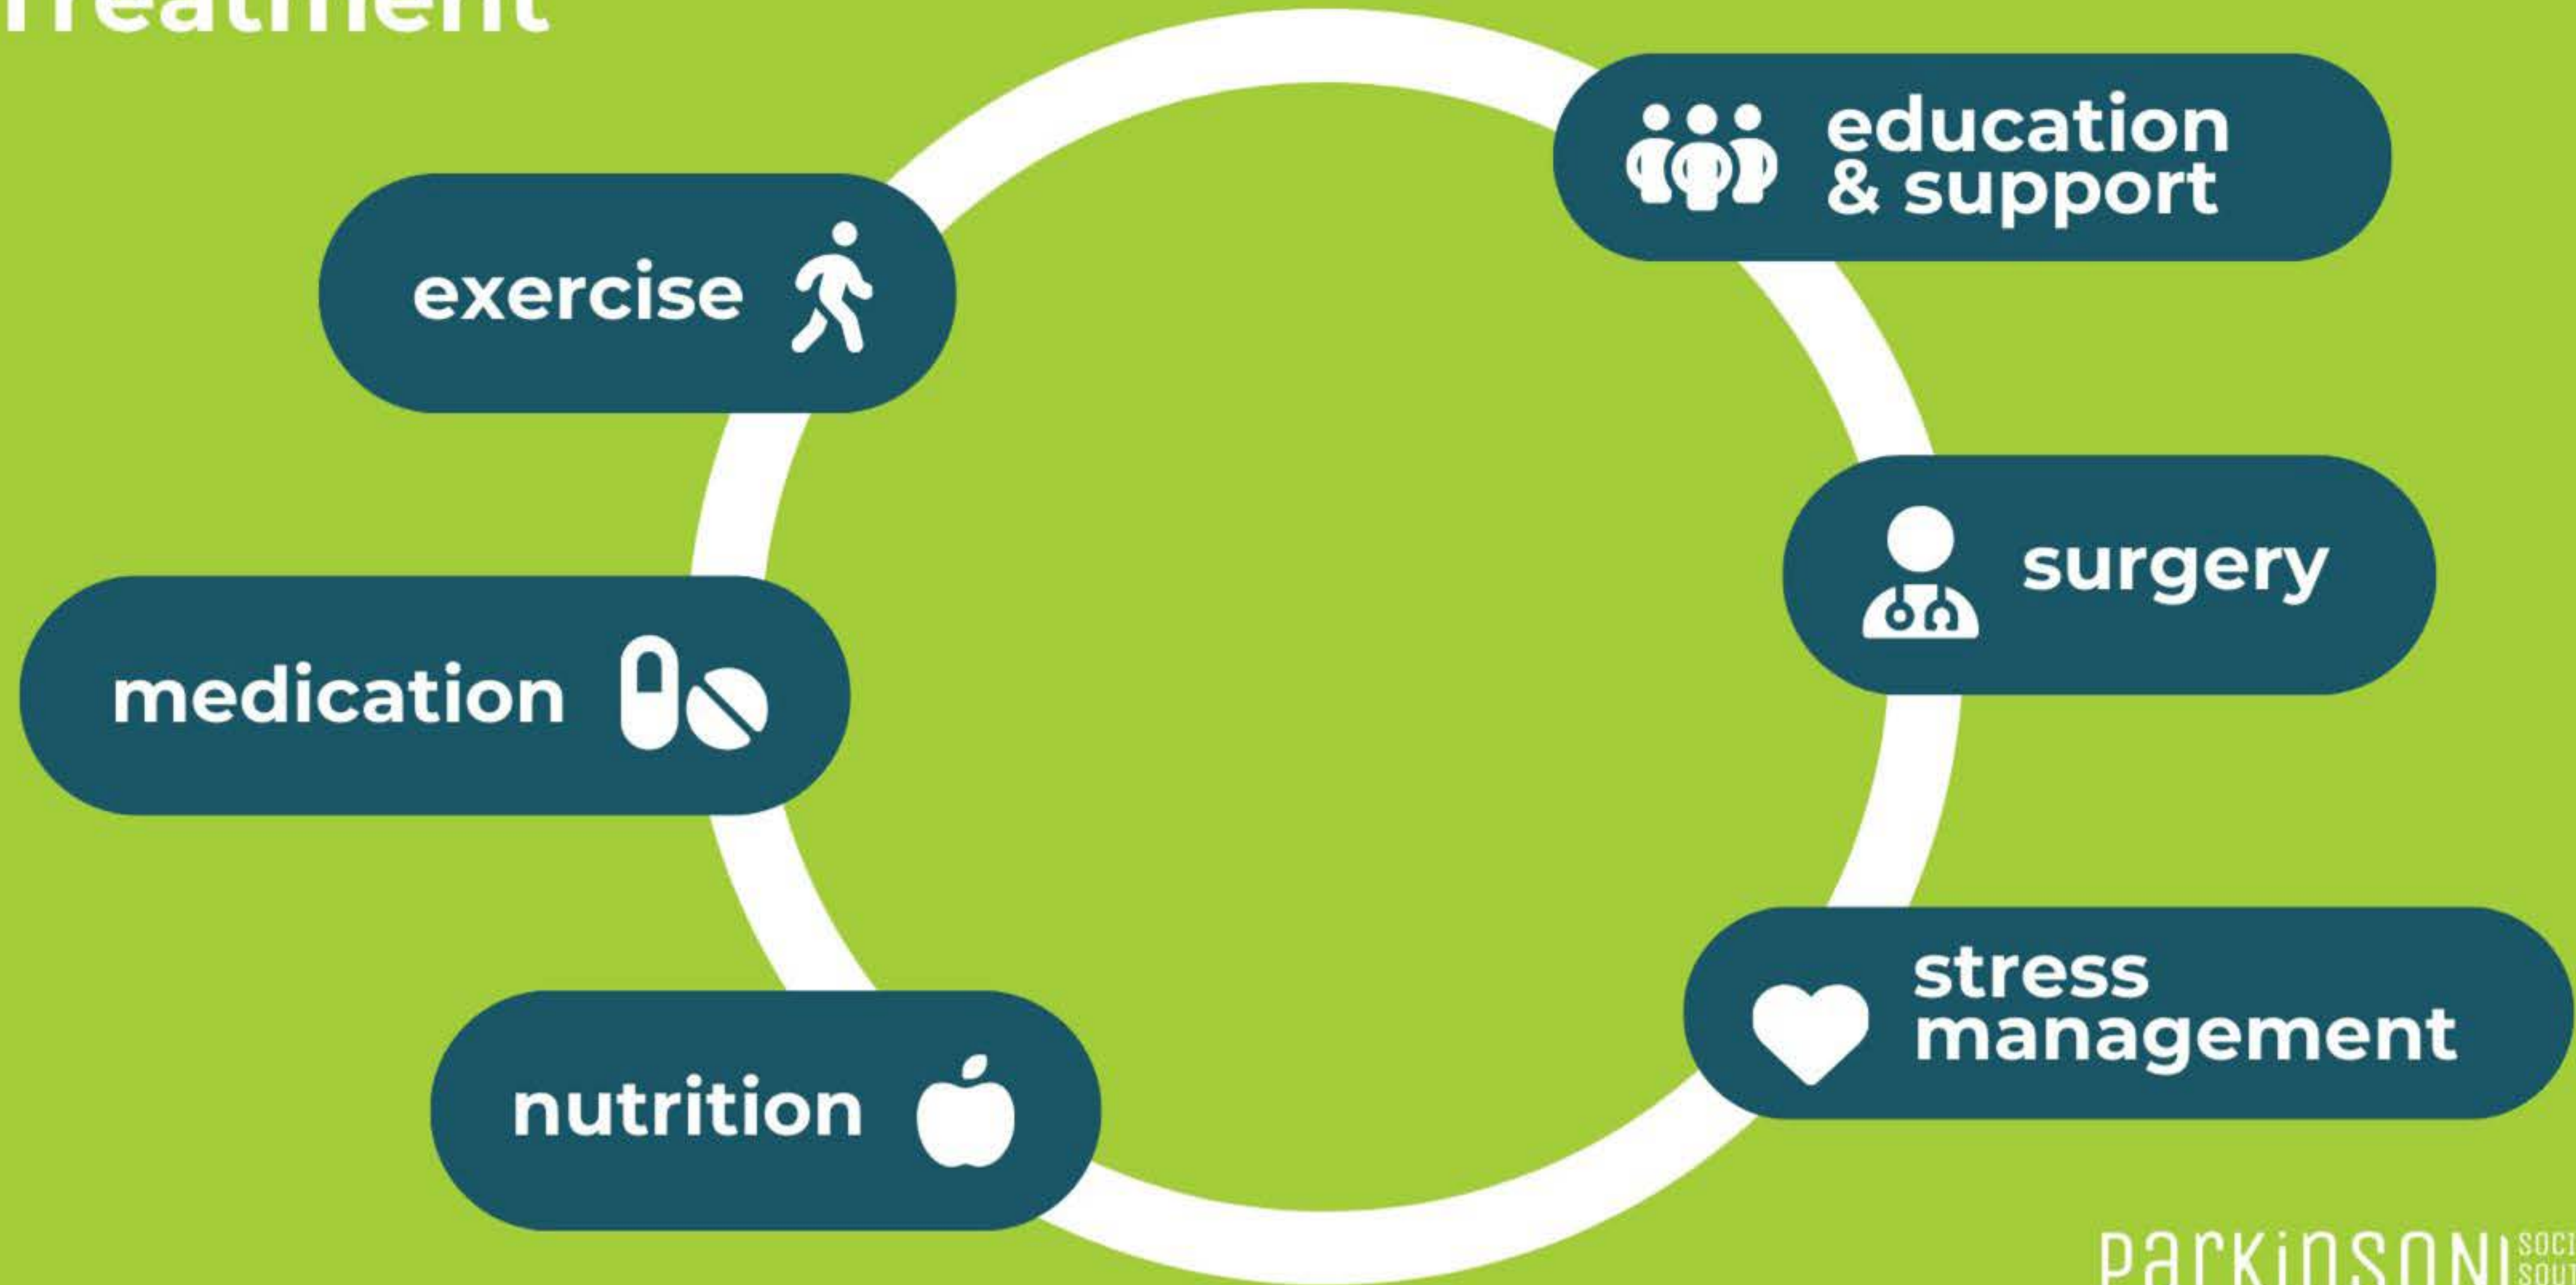 Treatment
exercise
education
& support
medication
surgery
nutrition
stress
management
PARKINSON